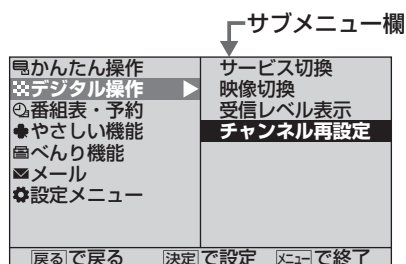 サブメニュー欄
かんたん操作
デジタル操作
番組表・予約
やさしい機能
べんり機能
メール
設定メニュー
サービス切換
映像切換
受信レベル表示
チャンネル再設定
戻るで戻る 決定で設定 メニューで終了